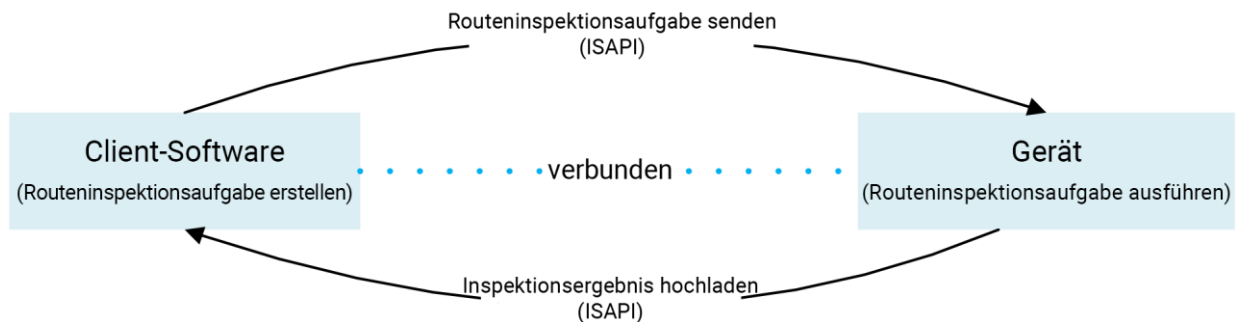 Routeninspektionsaufgabe senden
(ISAPI)
Client-Software
(Routeninspektionsaufgabe erstellen)
verbunden
Gerät
(Routeninspektionsaufgabe ausführen)
Inspektionsergebnis hochladen
(ISAPI)